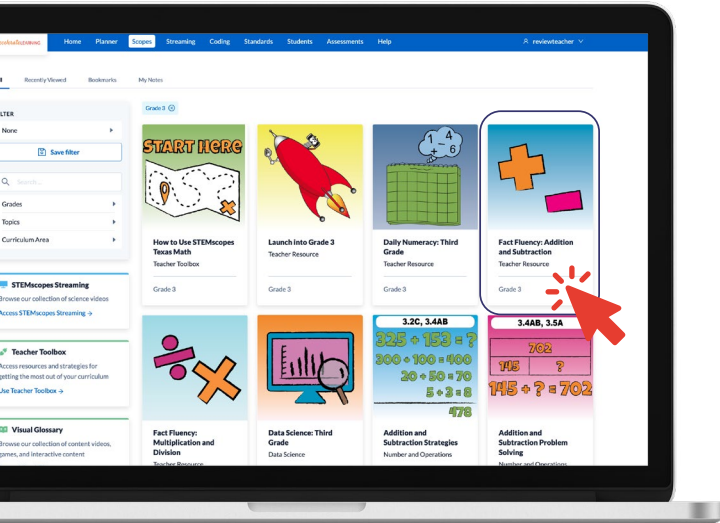 Home Planner Scopes Streaming Coding Standards Students Assessments Help reviewteacher
Recently Viewed Bookmarks My Notes
None
Save filter
Search...
Grades
Topics
Curriculum Area
STEMscopes Streaming
Browse our collection of science videos
Access STEMscopes Streaming →
Teacher Toolbox
Access resources and strategies for
getting the most out of your curriculum
Use Teacher Toolbox →
Visual Glossary
Browse our collection of content videos,
games, and interactive content
Grade 3
START HERE
How to Use STEMscopes
Texas Math
Teacher Toolbox
Grade 3
Launch into Grade 3
Teacher Resource
Grade 3
1 4
- 6
+
Daily Numeracy: Third
Grade
Teacher Resource
Grade 3
Fact Fluency: Addition
and Subtraction
Teacher Resource
Grade 3
Fact Fluency:
Multiplication and
Division
Teacher Resource
Data Science: Third
Grade
Data Science
3.2C, 3.4AB
325 + 153 = ?
300 + 100 = 400
20 + 50 = 70
5 + 3 = 8
478
Addition and
Subtraction Strategies
Number and Operations
3.4AB, 3.5A
702
145 ?
145 + ? = 702
Addition and
Subtraction Problem
Solving
Number and Operations